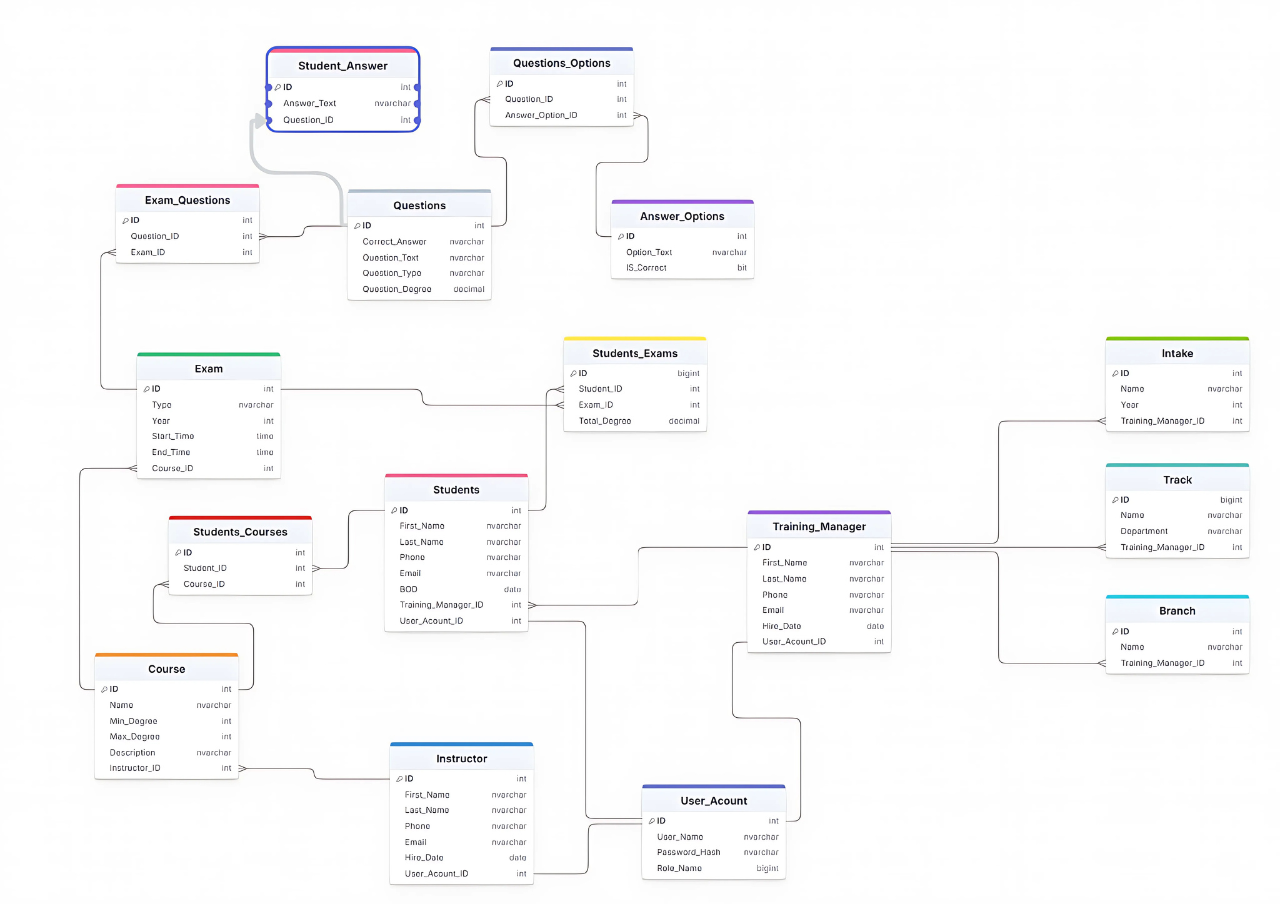 Student_Answer
ID int
Answer_Text nvarchar
Question_ID int
Questions_Options
ID int
Question_ID int
Answer_Option_ID int
Exam_Questions
ID int
Question_ID int
Exam_ID int
Questions
ID int
Correct_Answer nvarchar
Question_Text nvarchar
Question_Type nvarchar
Question_Degree decimal
Answer_Options
ID int
Option_Text nvarchar
IS_Correct bit
Exam
ID int
Type nvarchar
Year int
Start_Time time
End_Time time
Course_ID int
Students_Exams
ID bigint
Student_ID int
Exam_ID int
Total_Degree decimal
Intake
ID int
Name nvarchar
Year int
Training_Manager_ID int
Track
ID bigint
Name nvarchar
Department nvarchar
Training_Manager_ID int
Students
ID int
First_Name nvarchar
Last_Name nvarchar
Phone nvarchar
Email nvarchar
BOD date
Training_Manager_ID int
User_Acount_ID int
Students_Courses
ID int
Student_ID int
Course_ID int
Training_Manager
ID int
First_Name nvarchar
Last_Name nvarchar
Phone nvarchar
Email nvarchar
Hire_Date date
User_Acount_ID int
Branch
ID int
Name nvarchar
Training_Manager_ID int
Course
ID int
Name nvarchar
Min_Degree int
Max_Degree int
Description nvarchar
Instructor_ID int
Instructor
ID int
First_Name nvarchar
Last_Name nvarchar
Phone nvarchar
Email nvarchar
Hire_Date date
User_Acount_ID int
User_Acount
ID int
User_Name nvarchar
Password_Hash nvarchar
Role_Name bigint